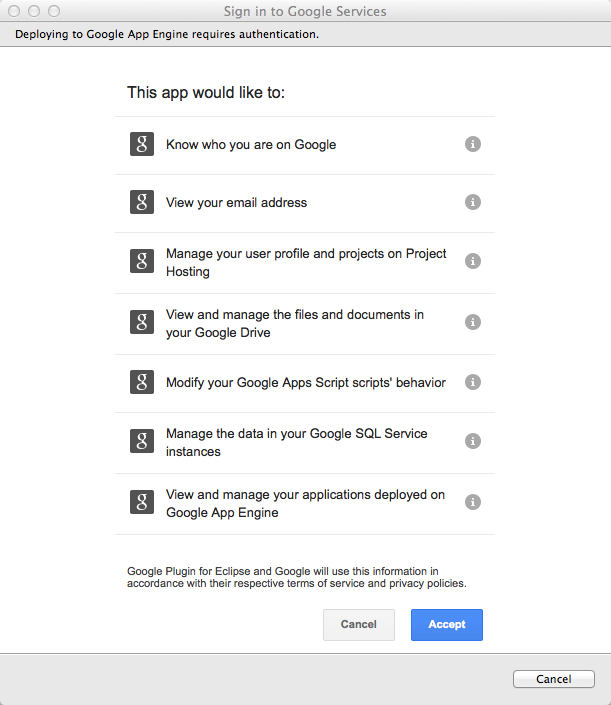 Sign in to Google Services
Deploying to Google App Engine requires authentication.
This app would like to:
g Know who you are on Google i
g View your email address i
g Manage your user profile and projects on Project
Hosting i
g View and manage the files and documents in
your Google Drive i
g Modify your Google Apps Script scripts' behavior i
g Manage the data in your Google SQL Service
instances i
g View and manage your applications deployed on
Google App Engine i
Google Plugin for Eclipse and Google will use this information in
accordance with their respective terms of service and privacy policies.
Cancel Accept
Cancel